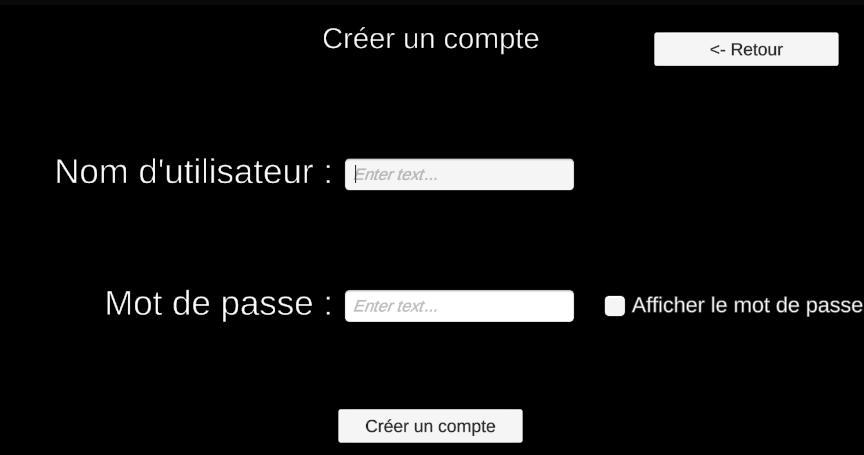 Créer un compte
<- Retour
Nom d'utilisateur :
Enter text...
Mot de passe :
Enter text...
Afficher le mot de passe
Créer un compte